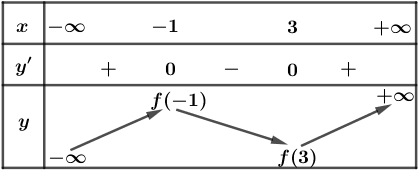 x −∞ −1 3 +∞
y′ + 0 − 0 +
f(−1) +∞
y
−∞ f(3)